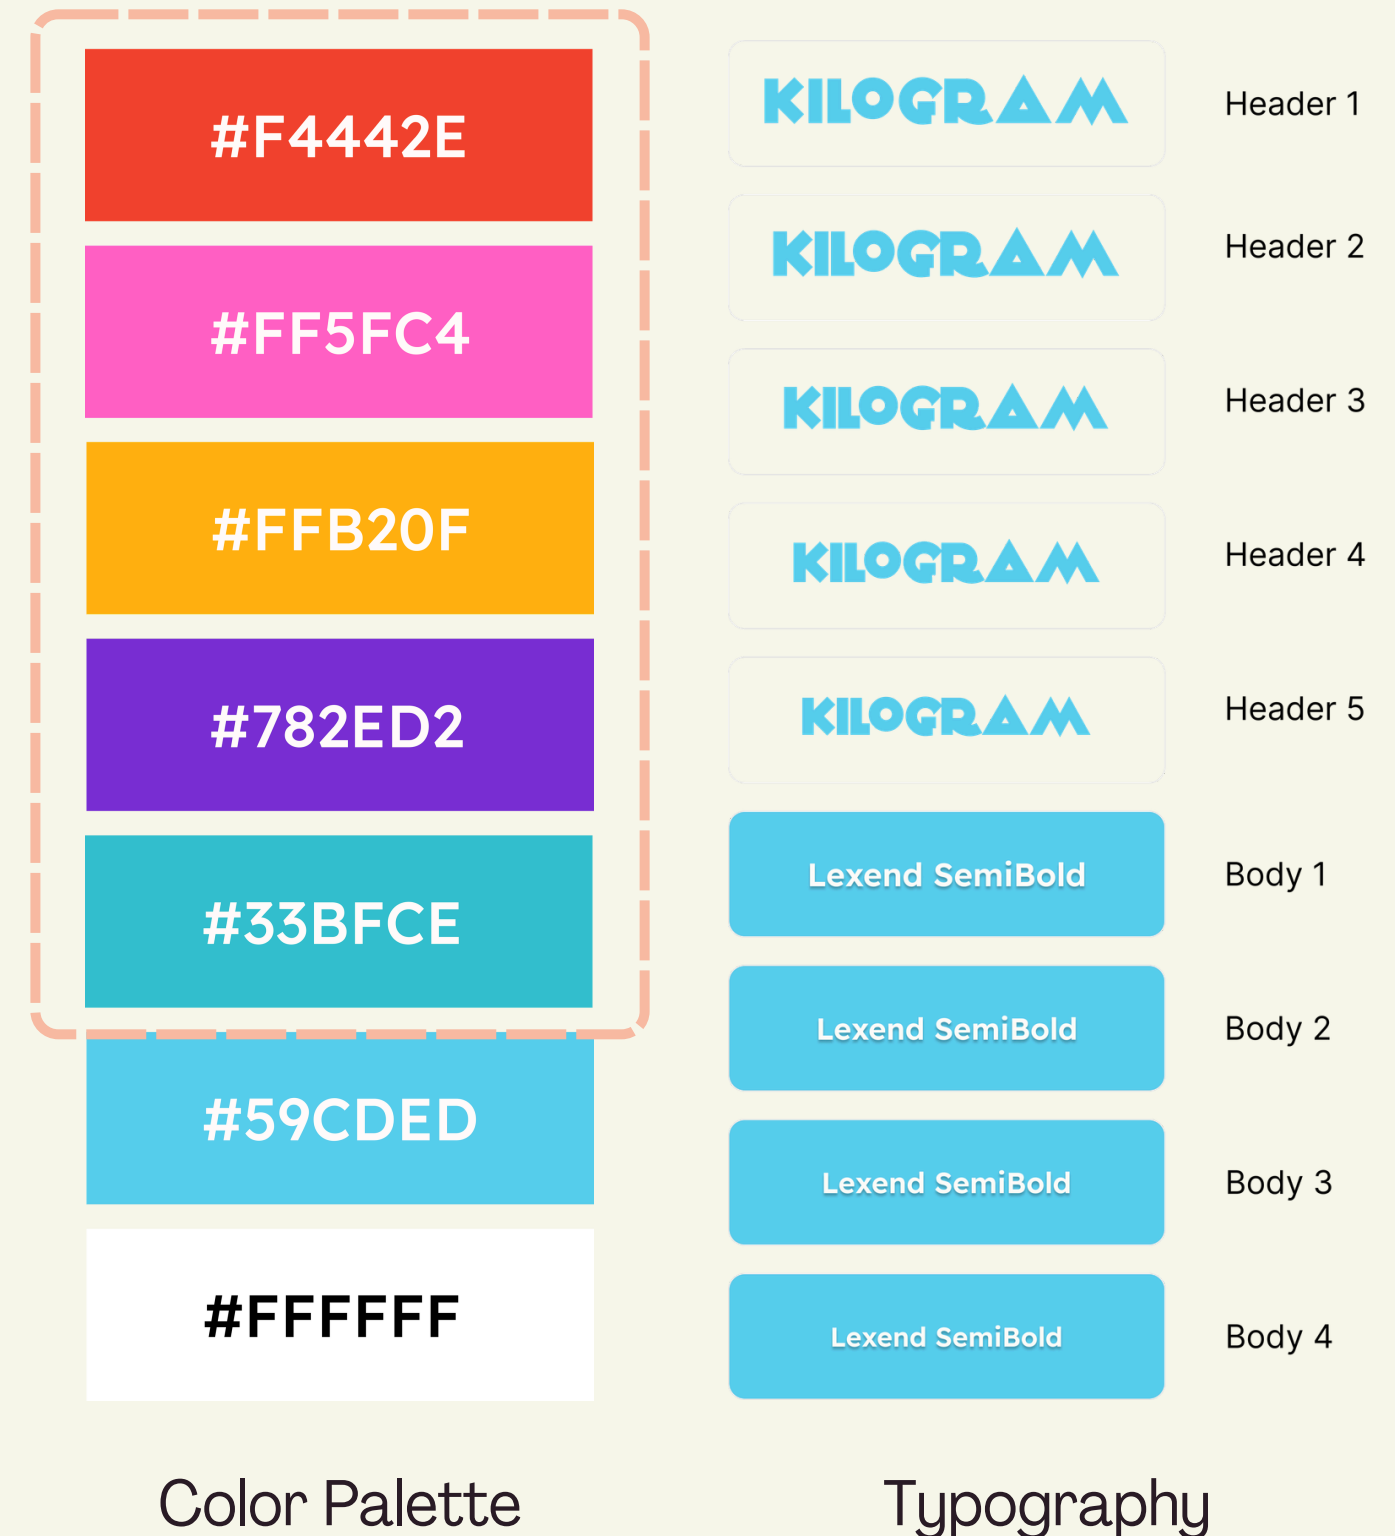 #F4442E
#FF5FC4
#FFB20F
#782ED2
#33BFCE
#59CDED
#FFFFFF
Color Palette
KILOGRAM Header 1
KILOGRAM Header 2
KILOGRAM Header 3
KILOGRAM Header 4
KILOGRAM Header 5
Lexend SemiBold Body 1
Lexend SemiBold Body 2
Lexend SemiBold Body 3
Lexend SemiBold Body 4
Typography